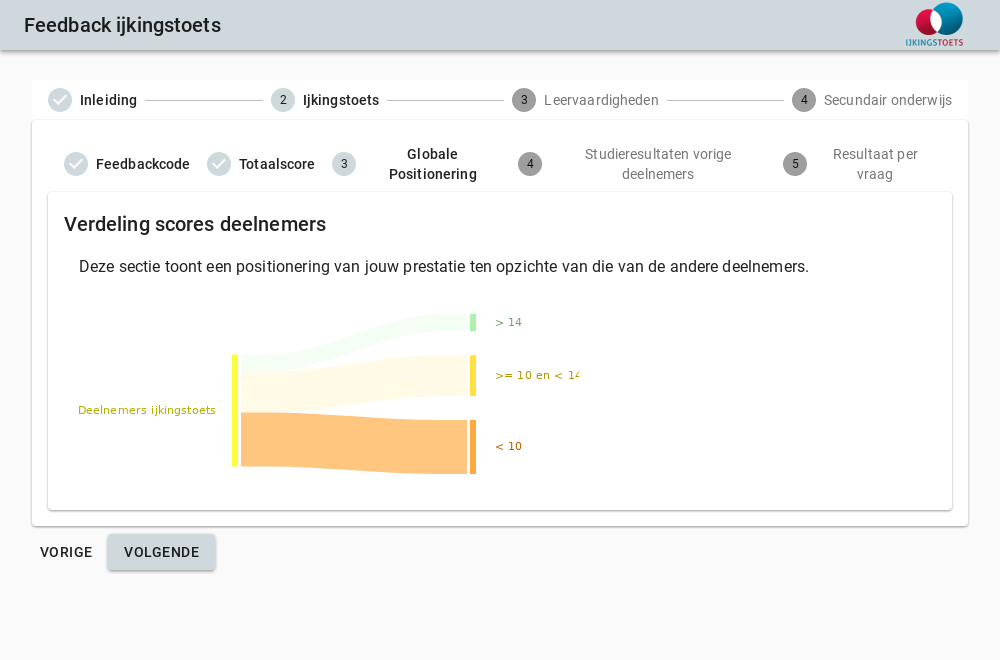 Feedback ijkingstoets
IJKINGSTOETS
Inleiding
2 Ijkingstoets
3 Leervaardigheden
4 Secundair onderwijs
Feedbackcode
Totaalscore
3 Globale
Positionering
4 Studieresultaten vorige
deelnemers
5 Resultaat per
vraag
Verdeling scores deelnemers
Deze sectie toont een positionering van jouw prestatie ten opzichte van die van de andere deelnemers.
> 14
>= 10 en < 14
Deelnemers ijkingstoets
< 10
VORIGE
VOLGENDE